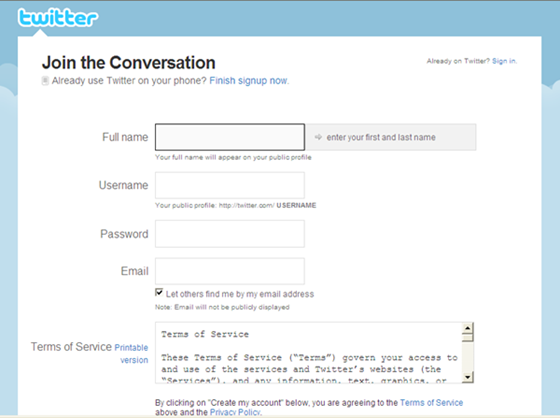 twitter
Join the Conversation
Already on Twitter? Sign in.
Already use Twitter on your phone? Finish signup now.
Full name
enter your first and last name
Your full name will appear on your public profile
Username
Your public profile: http://twitter.com/ USERNAME
Password
Email
Let others find me by my email address
Note: Email will not be publicly displayed
Terms of Service Printable
version
Terms of Service
These Terms of Service (“Terms”) govern your access to
and use of the services and Twitter’s websites (the
“Services”), and any information, text, graphics, or
By clicking on "Create my account" below, you are agreeing to the Terms of Service
above and the Privacy Policy.